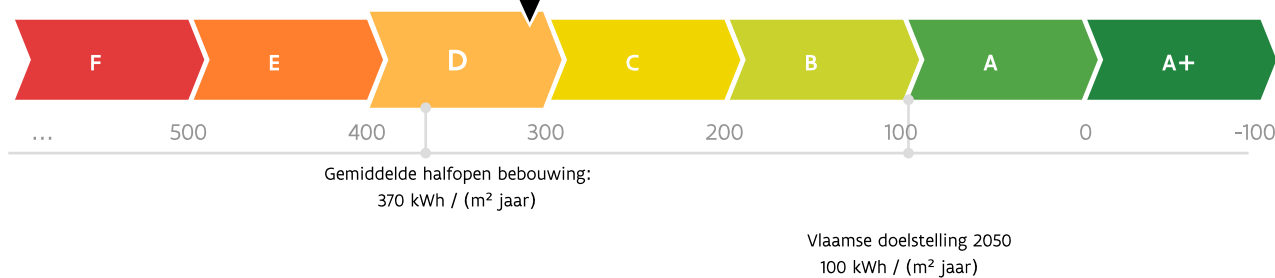 F E D C B A A+
... 500 400 300 200 100 0 -100
Gemiddelde halfopen bebouwing:
370 kWh / (m² jaar)
Vlaamse doelstelling 2050
100 kWh / (m² jaar)